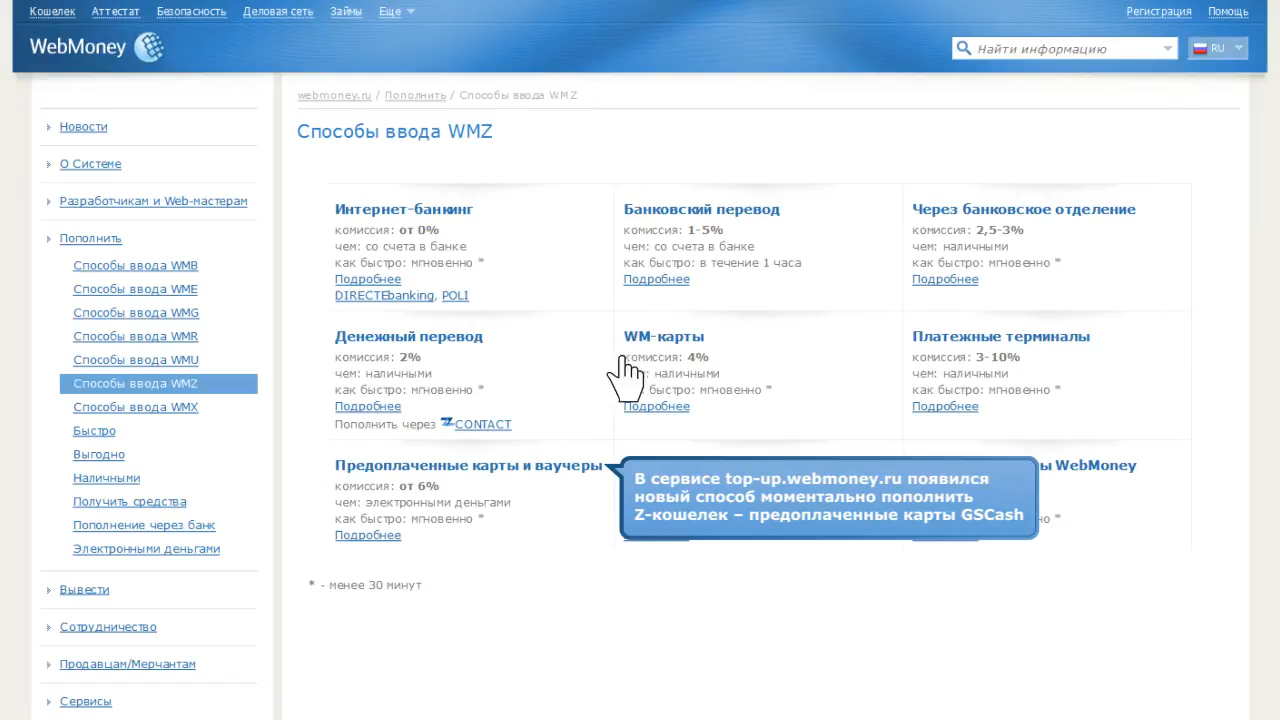 Кошелек Аттестат Безопасность Деловая сеть Займы Еще Регистрация Помощь
WebMoney Найти информацию RU
webmoney.ru / Пополнить / Способы ввода WMZ
Способы ввода WMZ
Новости
О Системе
Разработчикам и Web-мастерам
Пополнить
Способы ввода WMB
Способы ввода WME
Способы ввода WMG
Способы ввода WMR
Способы ввода WMU
Способы ввода WMZ
Способы ввода WMX
Быстро
Выгодно
Наличными
Получить средства
Пополнение через банк
Электронными деньгами
Вывести
Сотрудничество
Продавцам/Мерчантам
Сервисы
Интернет-банкинг
комиссия: от 0%
чем: со счета в банке
как быстро: мгновенно *
Подробнее
DIRECTEbanking, POLI
Банковский перевод
комиссия: 1-5%
чем: со счета в банке
как быстро: в течение 1 часа
Подробнее
Через банковское отделение
комиссия: 2,5-3%
чем: наличными
как быстро: мгновенно *
Подробнее
Денежный перевод
комиссия: 2%
чем: наличными
как быстро: мгновенно *
Подробнее
Пополнить через CONTACT
WM-карты
комиссия: 4%
наличными
быстро: мгновенно *
Подробнее
Платежные терминалы
комиссия: 3-10%
чем: наличными
как быстро: мгновенно *
Подробнее
Предоплаченные карты и ваучеры
комиссия: от 6%
чем: электронными деньгами
как быстро: мгновенно *
Подробнее
WebMoney
В сервисе top-up.webmoney.ru появился
новый способ моментально пополнить
Z-кошелек – предоплаченные карты GSCash
* - менее 30 минут